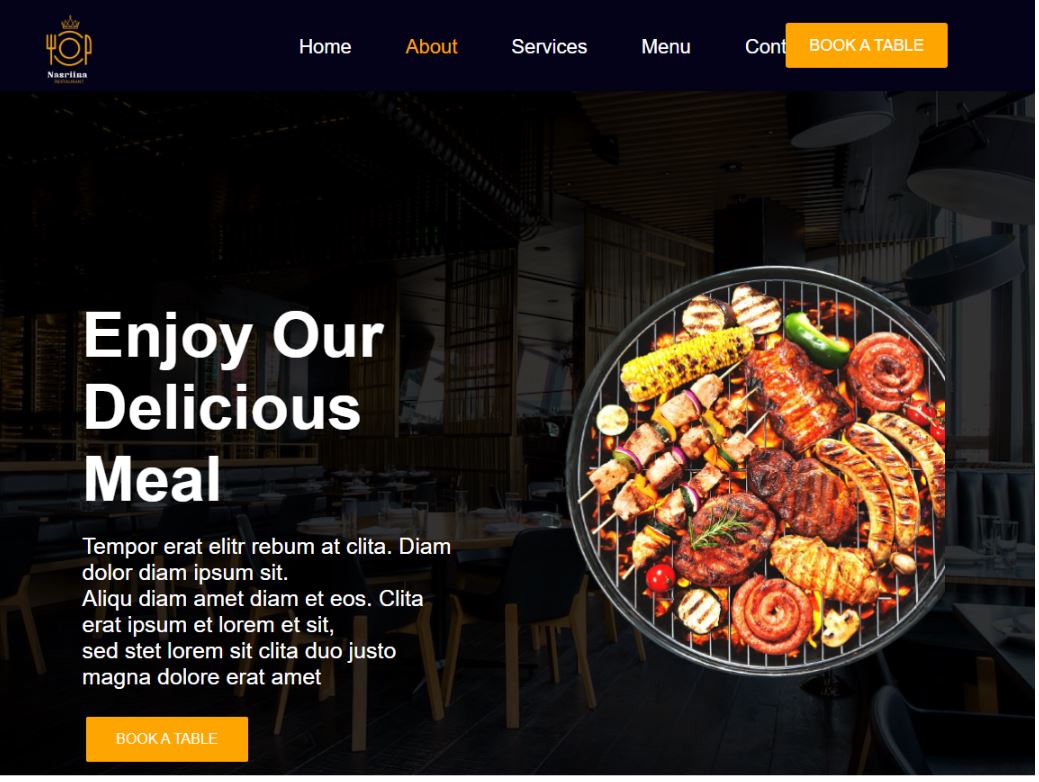 Nasriina
RESTAURANT
Home About Services Menu Cont
BOOK A TABLE
Enjoy Our
Delicious
Meal
Tempor erat elitr rebum at clita. Diam
dolor diam ipsum sit.
Aliqu diam amet diam et eos. Clita
erat ipsum et lorem et sit,
sed stet lorem sit clita duo justo
magna dolore erat amet
BOOK A TABLE